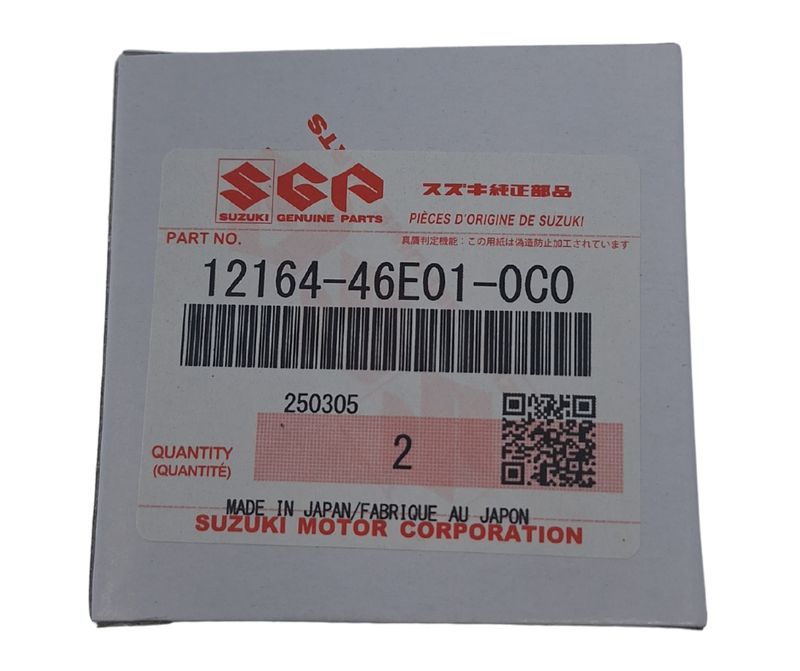 TS
SGP スズキ純正部品
SUZUKI GENUINE PARTS PIÈCES D'ORIGINE DE SUZUKI
PART NO. 真贋判定機能：この用紙は偽造防止加工されています
12164-46E01-0C0
250305
QUANTITY
(QUANTITÉ)
2
MADE IN JAPAN/FABRIQUE AU JAPON
SUZUKI MOTOR CORPORATION